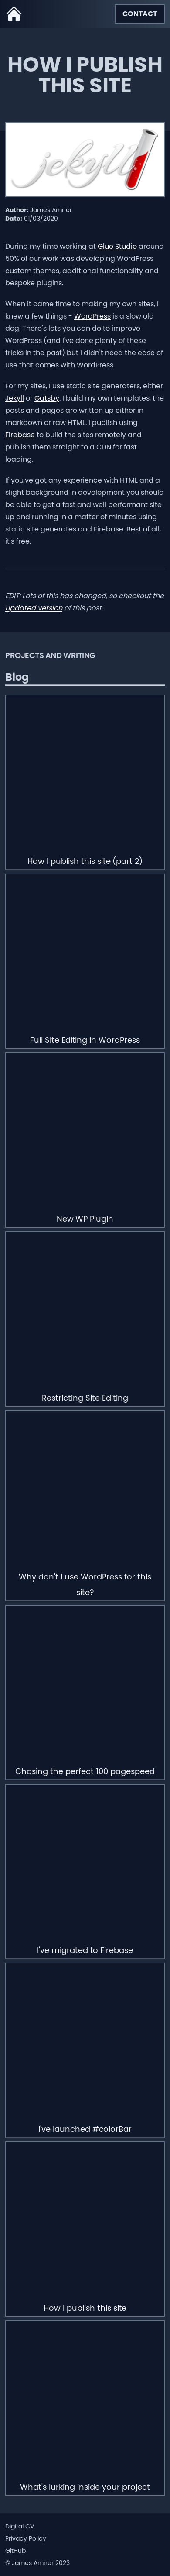 CONTACT
HOW I PUBLISH
THIS SITE
jekyll
Author: James Amner
Date: 01/03/2020
During my time working at Glue Studio around
50% of our work was developing WordPress
custom themes, additional functionality and
bespoke plugins.
When it came time to making my own sites, I
knew a few things - WordPress is a slow old
dog. There's lots you can do to improve
WordPress (and I've done plenty of these
tricks in the past) but I didn't need the ease of
use that comes with WordPress.
For my sites, I use static site generators, either
Jekyll or Gatsby. I build my own templates, the
posts and pages are written up either in
markdown or raw HTML. I publish using
Firebase to build the sites remotely and
publish them straight to a CDN for fast
loading.
If you've got any experience with HTML and a
slight background in development you should
be able to get a fast and well performant site
up and running in a matter of minutes using
static site generates and Firebase. Best of all,
it's free.
EDIT: Lots of this has changed, so checkout the
updated version of this post.
PROJECTS AND WRITING
Blog
How I publish this site (part 2)
Full Site Editing in WordPress
New WP Plugin
Restricting Site Editing
Why don't I use WordPress for this
site?
Chasing the perfect 100 pagespeed
I've migrated to Firebase
I've launched #colorBar
How I publish this site
What's lurking inside your project
Digital CV
Privacy Policy
GitHub
© James Amner 2023